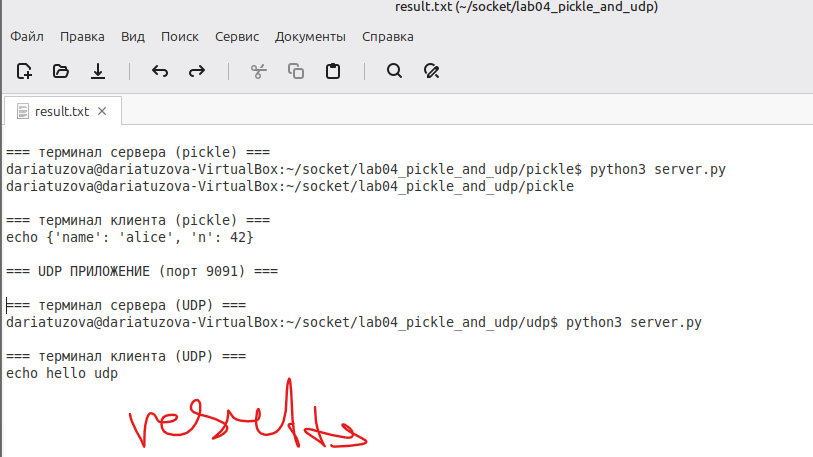 result.txt (~/socket/lab04_pickle_and_udp)
Файл Правка Вид Поиск Сервис Документы Справка
result.txt ×
=== терминал сервера (pickle) ===
dariatuzova@dariatuzova-VirtualBox:~/socket/lab04_pickle_and_udp/pickle$ python3 server.py
dariatuzova@dariatuzova-VirtualBox:~/socket/lab04_pickle_and_udp/pickle
=== терминал клиента (pickle) ===
echo {'name': 'alice', 'n': 42}
=== UDP ПРИЛОЖЕНИЕ (порт 9091) ===
=== терминал сервера (UDP) ===
dariatuzova@dariatuzova-VirtualBox:~/socket/lab04_pickle_and_udp/udp$ python3 server.py
=== терминал клиента (UDP) ===
echo hello udp
results